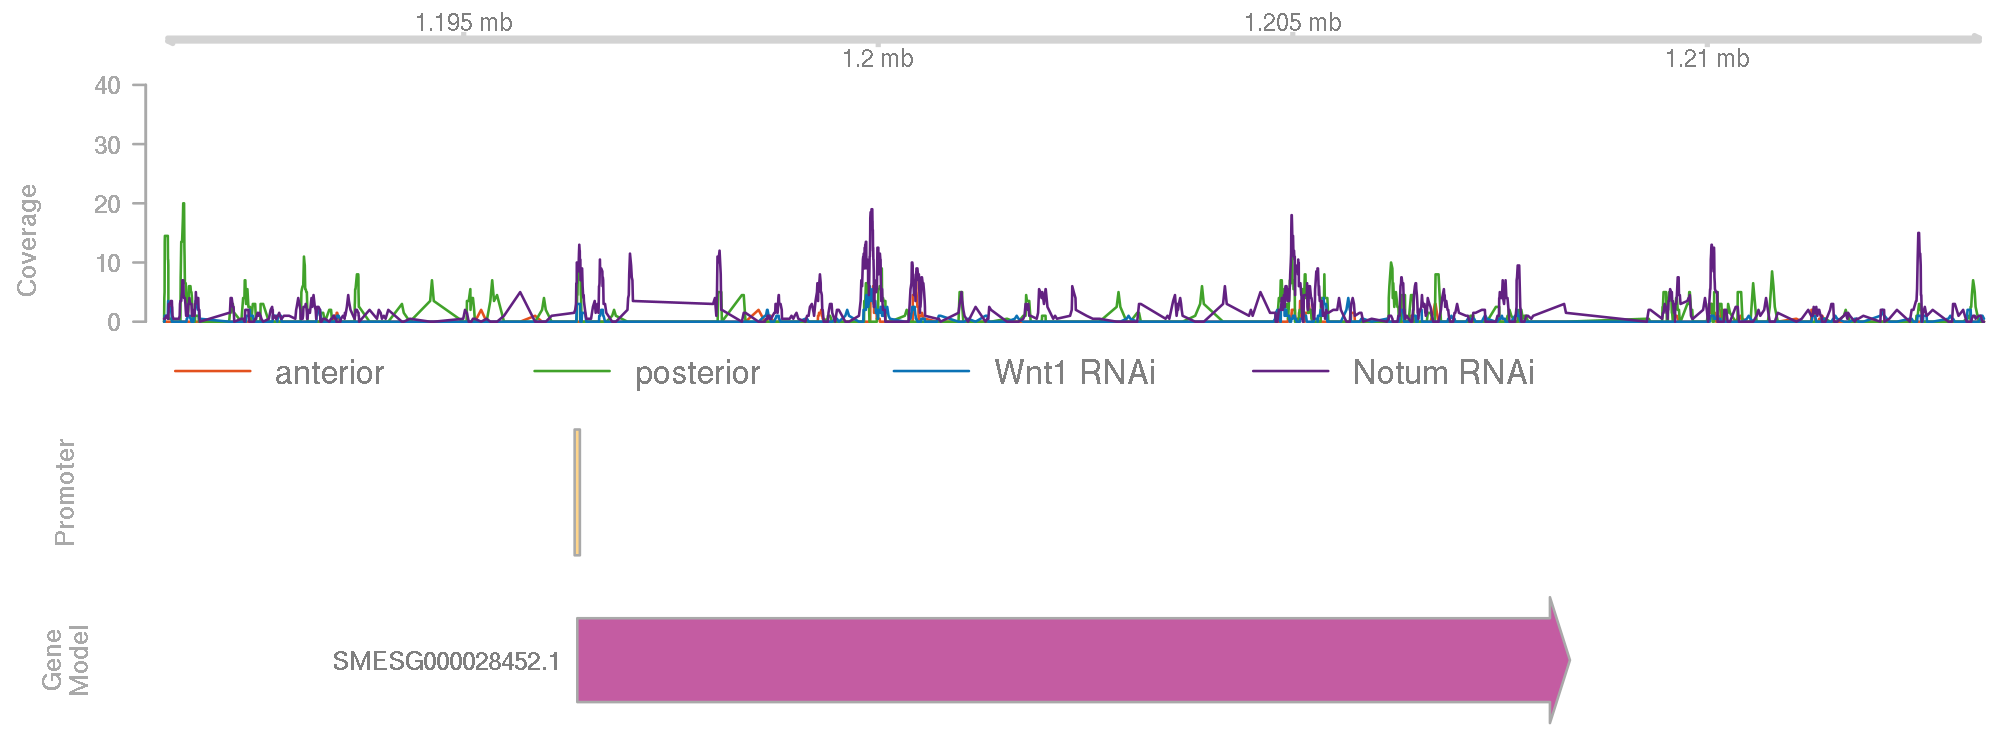 1.195 mb
1.205 mb
1.2 mb
1.21 mb
40
30
20
10
0
Coverage
anterior
posterior
Wnt1 RNAi
Notum RNAi
Promoter
Gene
Model
SMESG000028452.1